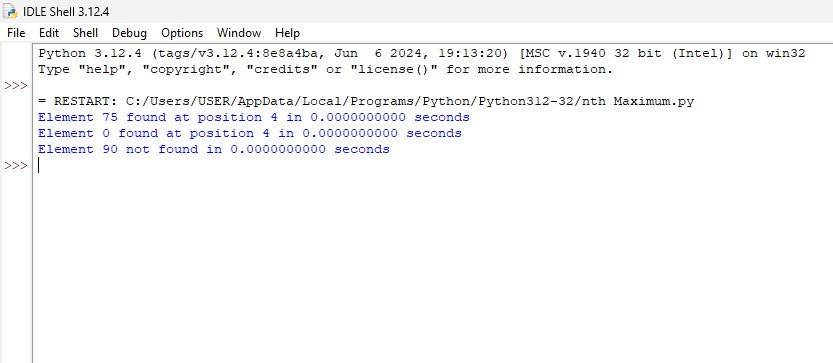 IDLE Shell 3.12.4
File Edit Shell Debug Options Window Help
Python 3.12.4 (tags/v3.12.4:8e8a4ba, Jun  6 2024, 19:13:20) [MSC v.1940 32 bit (Intel)] on win32
Type "help", "copyright", "credits" or "license()" for more information.
>>>
= RESTART: C:/Users/USER/AppData/Local/Programs/Python/Python312-32/nth Maximum.py
Element 75 found at position 4 in 0.0000000000 seconds
Element 0 found at position 4 in 0.0000000000 seconds
Element 90 not found in 0.0000000000 seconds
>>>